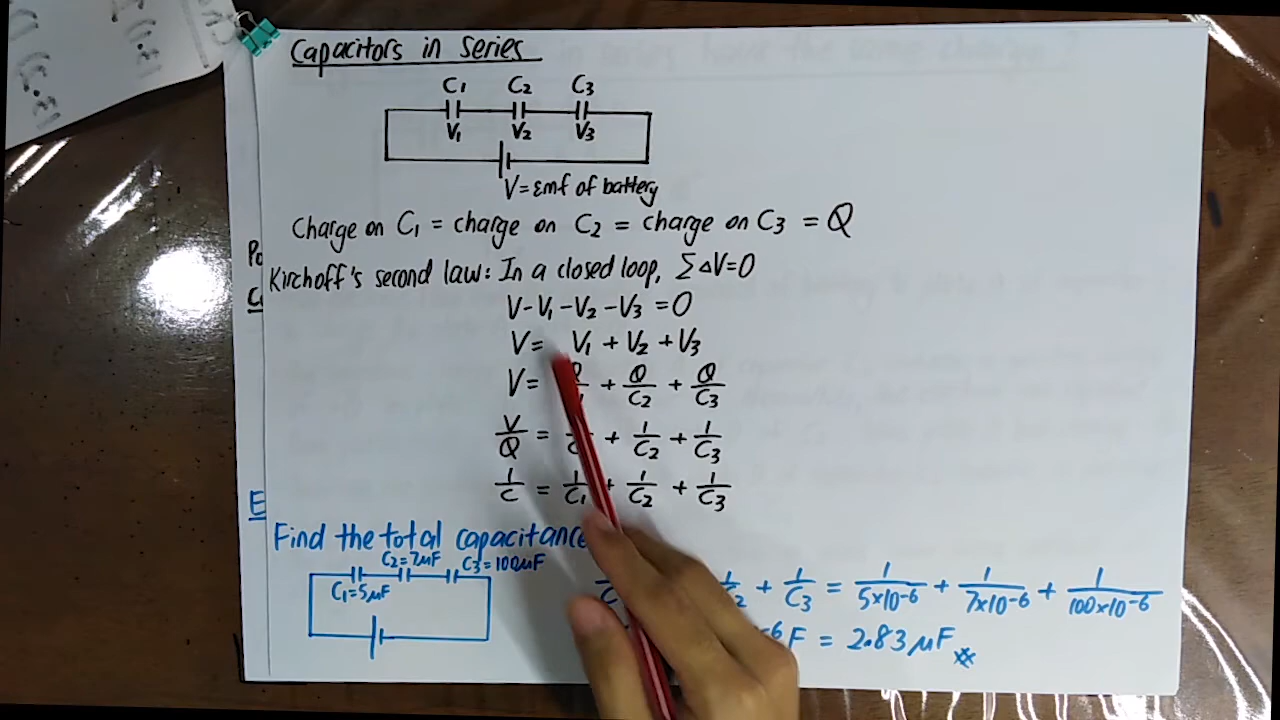 Capacitors in Series
C₁ C₂ C₃
V₁ V₂ V₃
V = Emf of battery
Charge on C₁ = charge on C₂ = charge on C₃ = Q
Kirchoff's second law: In a closed loop, Σ ΔV = 0
V - V₁ - V₂ - V₃ = 0
V = V₁ + V₂ + V₃
V = Q/ + Q/C₂ + Q/C₃
V/Q = + 1/C₂ + 1/C₃
1/C = 1/C₁ + 1/C₂ + 1/C₃
E
Find the total capacitance
C₂ = 7μF C₃ = 100μF
C₁ = 5μF
+ 1/C₃ = 1/5×10⁻⁶ + 1/7×10⁻⁶ + 1/100×10⁻⁶
⁻⁶F = 2.83μF